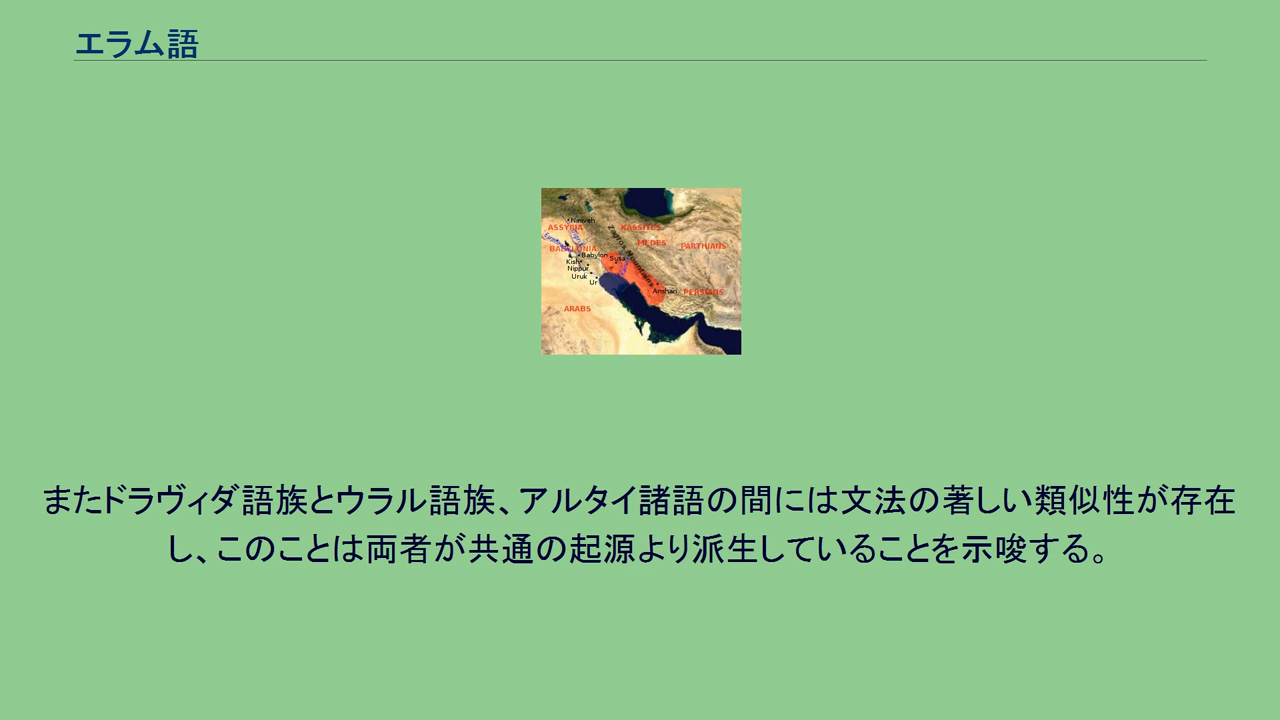 エラム語
Niniveh
ASSYRIA
KASSITES
Zagros Mountains
MEDES
PARTHIANS
BABYLONIA
Babylon
Susa
Kish
Nippur
Uruk
Ur
Anshan
PERSIANS
ARABS
またドラヴィダ語族とウラル語族、アルタイ諸語の間には文法の著しい類似性が存在
し、このことは両者が共通の起源より派生していることを示唆する。